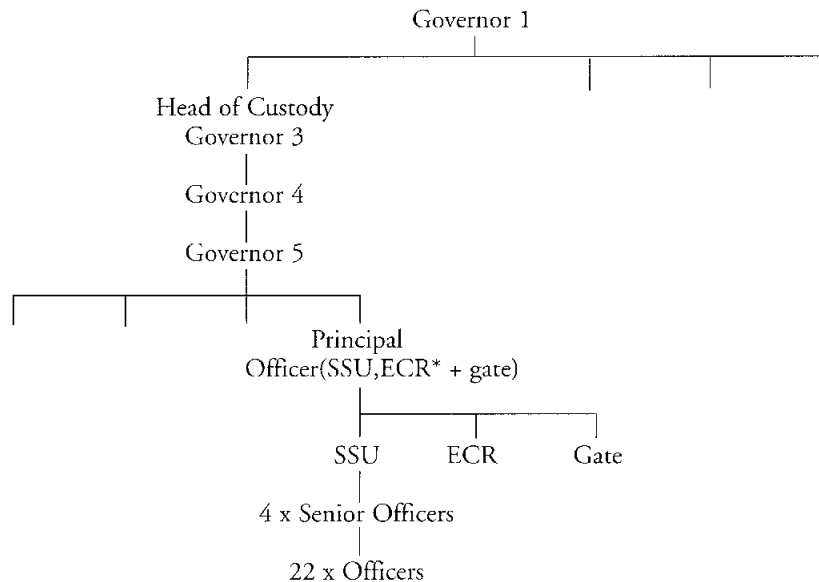 Governor 1
Head of Custody
Governor 3
Governor 4
Governor 5
Principal
Officer(SSU,ECR* + gate)
SSU ECR Gate
4 x Senior Officers
22 x Officers